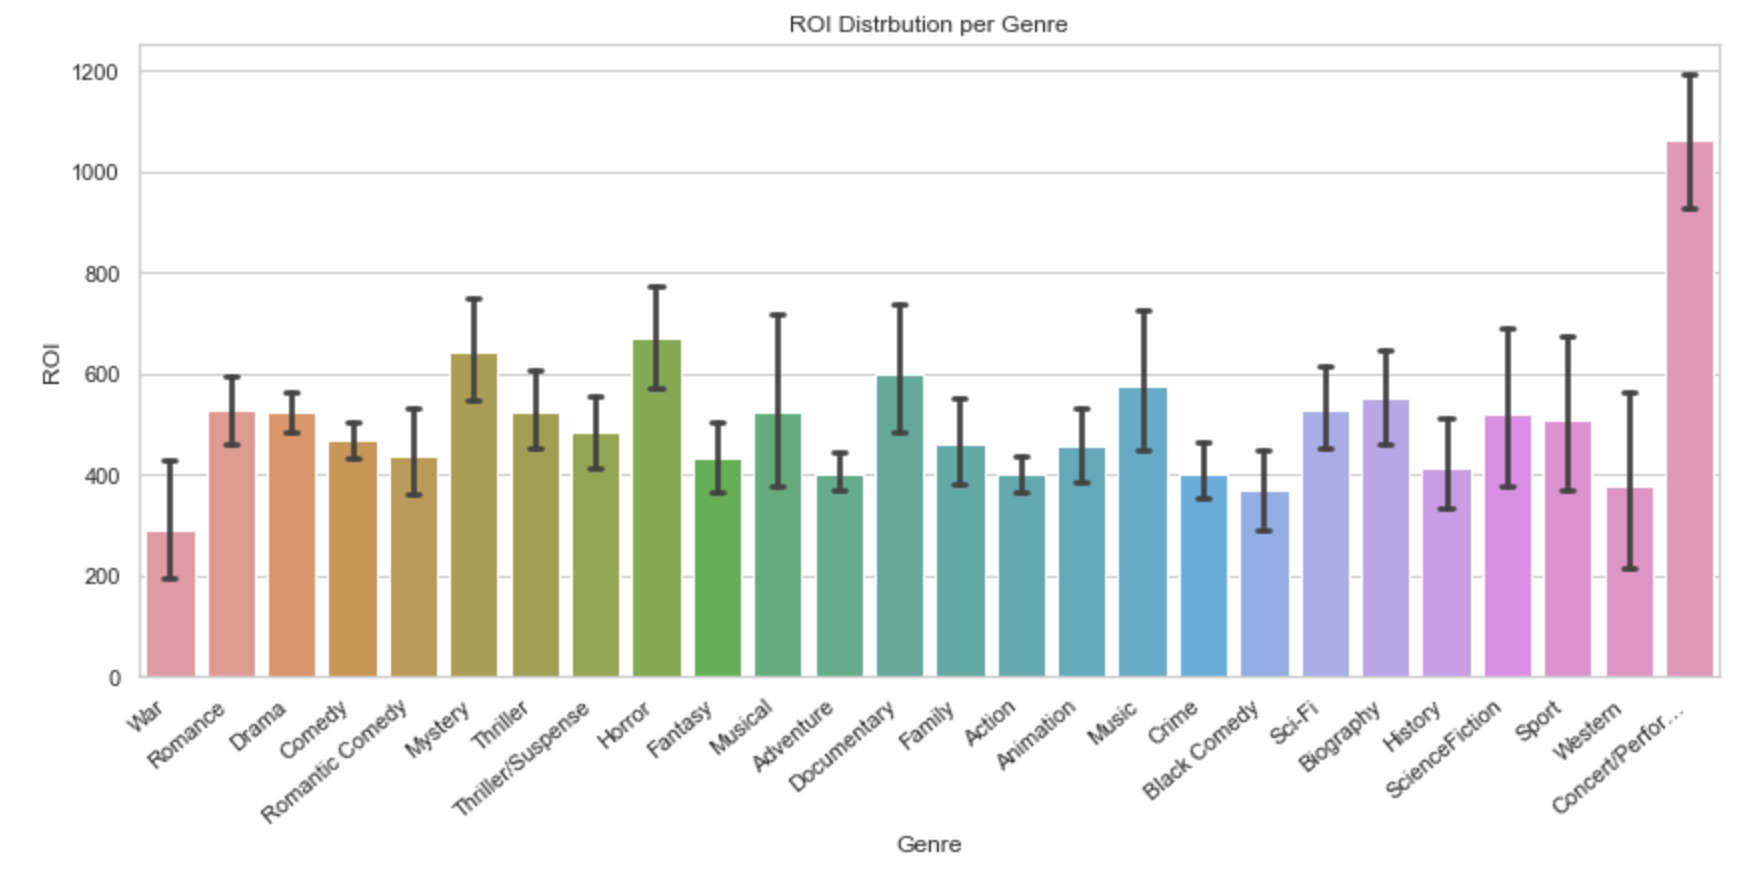 ROI Distrbution per Genre
1200
1000
800
600
400
200
0
ROI
War
Romance
Drama
Comedy
Romantic Comedy
Mystery
Thriller
Thriller/Suspense
Horror
Fantasy
Musical
Adventure
Documentary
Family
Action
Animation
Music
Crime
Black Comedy
Sci-Fi
Biography
History
ScienceFiction
Sport
Western
Concert/Perfor...
Genre